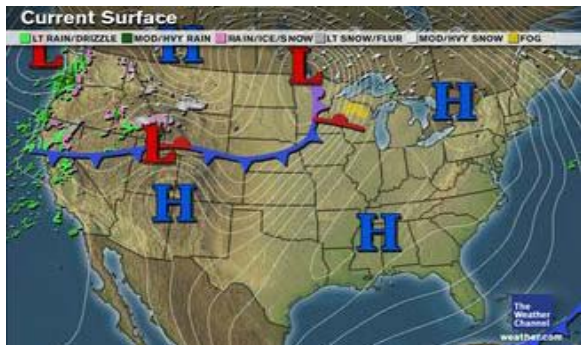 Current Surface
LT RAIN/DRIZZLE MOD/HVY RAIN RAIN/ICE/SNOW LT SNOW/FLUR MOD/HVY SNOW FOG
L H L
H
L
H
H
The
Weather
Channel
weather.com